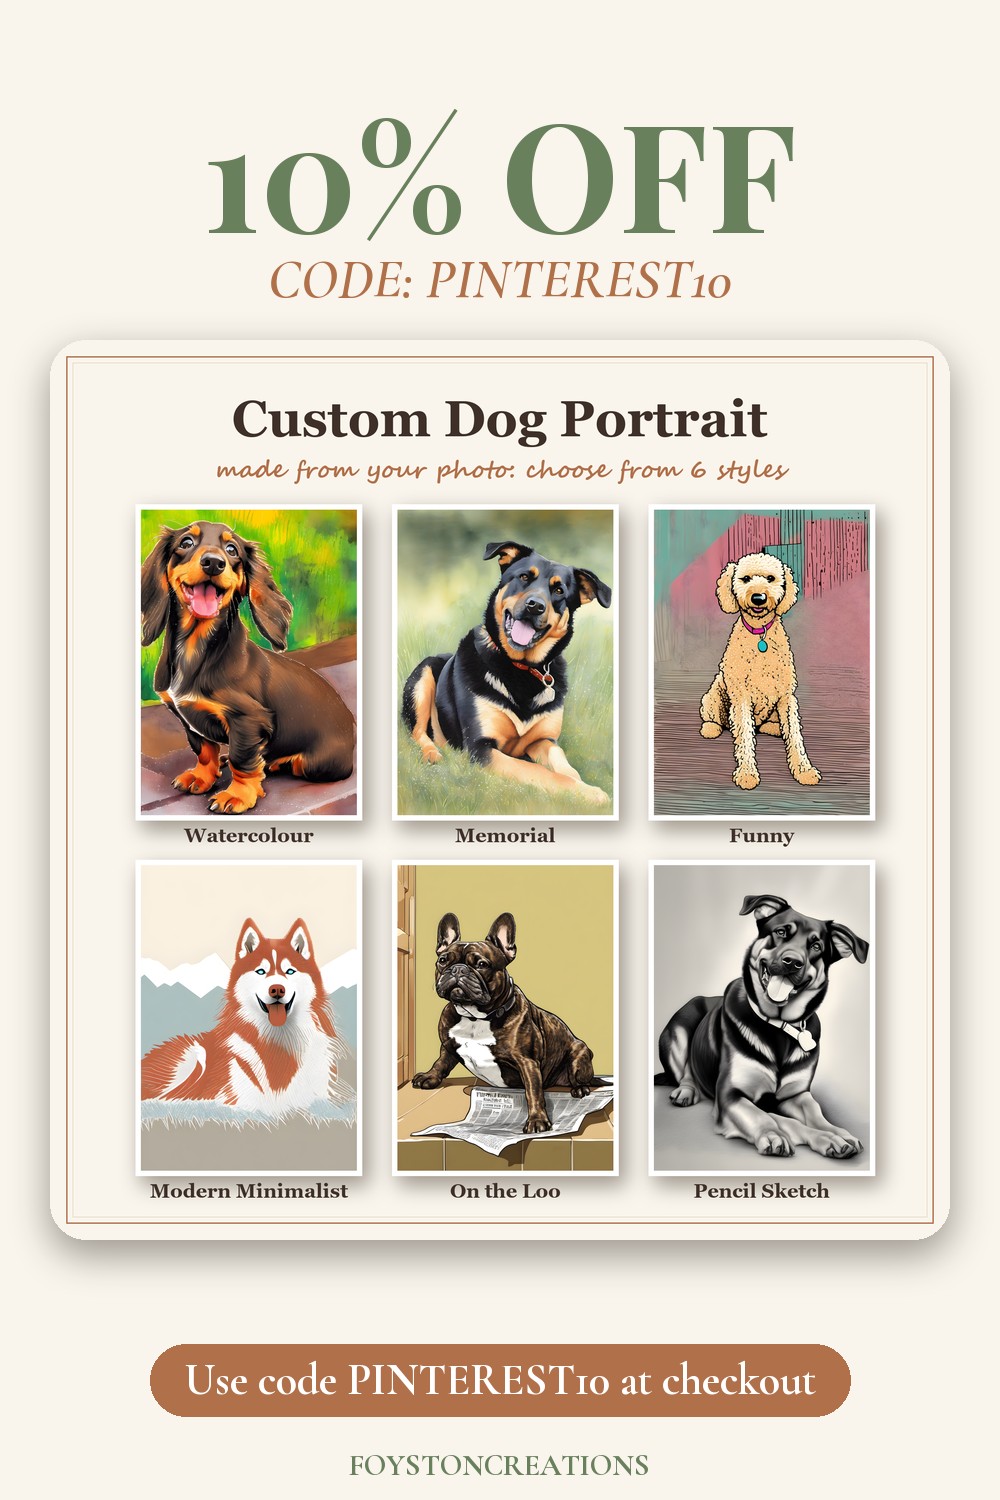 10% OFF
CODE: PINTEREST10
Custom Dog Portrait
made from your photo: choose from 6 styles
Watercolour
Memorial
Funny
Modern Minimalist
On the Loo
Pencil Sketch
Use code PINTEREST10 at checkout
FOYSTONCREATIONS